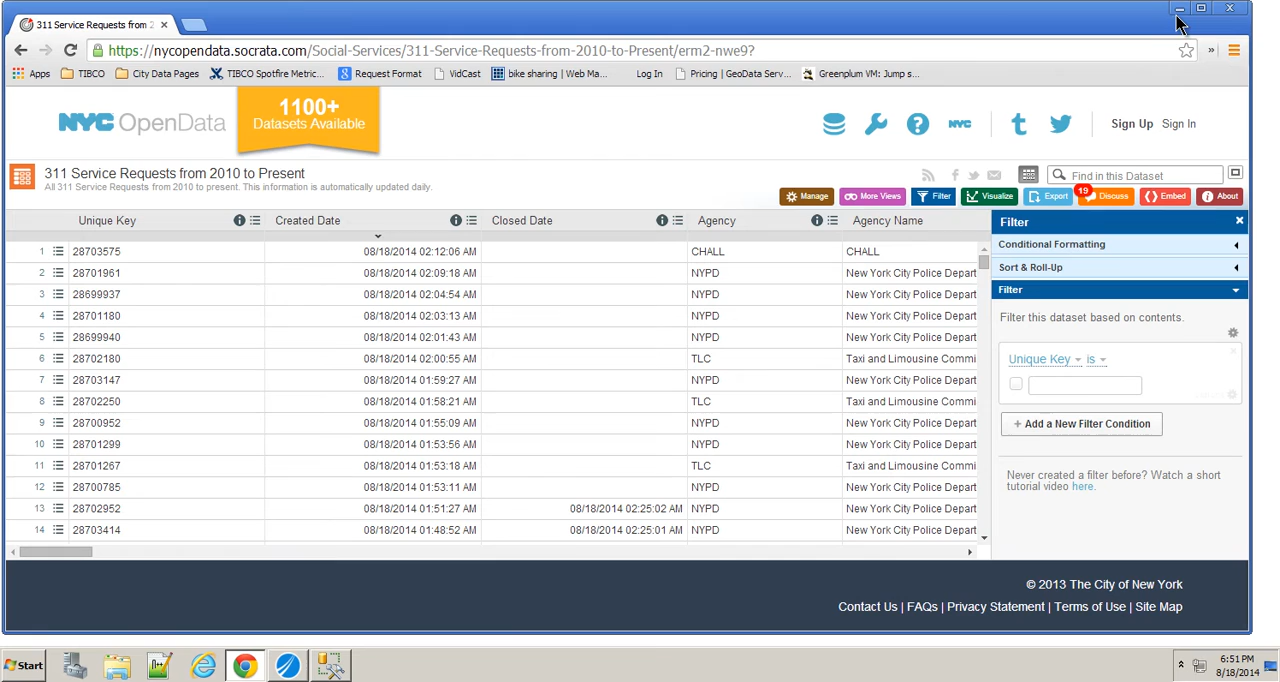 311 Service Requests from 2
https://nycopendata.socrata.com/Social-Services/311-Service-Requests-from-2010-to-Present/erm2-nwe9?
Apps TIBCO City Data Pages TIBCO Spotfire Metric... Request Format VidCast bike sharing | Web Ma... Log In Pricing | GeoData Serv... Greenplum VM: Jump s...
NYC OpenData
1100+
Datasets Available
NYC
Sign Up Sign In
311 Service Requests from 2010 to Present
All 311 Service Requests from 2010 to present. This information is automatically updated daily.
Find in this Dataset
Manage More Views Filter Visualize Export 19 Discuss Embed About
Unique Key Created Date Closed Date Agency Agency Name
1 28703575 08/18/2014 02:12:06 AM CHALL CHALL
2 28701961 08/18/2014 02:09:18 AM NYPD New York City Police Depart
3 28699937 08/18/2014 02:04:54 AM NYPD New York City Police Depart
4 28701180 08/18/2014 02:03:13 AM NYPD New York City Police Depart
5 28699940 08/18/2014 02:01:43 AM NYPD New York City Police Depart
6 28702180 08/18/2014 02:00:55 AM TLC Taxi and Limousine Commi
7 28703147 08/18/2014 01:59:27 AM NYPD New York City Police Depart
8 28702250 08/18/2014 01:58:21 AM TLC Taxi and Limousine Commi
9 28700952 08/18/2014 01:55:09 AM NYPD New York City Police Depart
10 28701299 08/18/2014 01:53:56 AM NYPD New York City Police Depart
11 28701267 08/18/2014 01:53:18 AM TLC Taxi and Limousine Commi
12 28700785 08/18/2014 01:53:11 AM NYPD New York City Police Depart
13 28702952 08/18/2014 01:51:27 AM 08/18/2014 02:25:02 AM NYPD New York City Police Depart
14 28703414 08/18/2014 01:48:52 AM 08/18/2014 02:25:01 AM NYPD New York City Police Depart
Filter
Conditional Formatting
Sort & Roll-Up
Filter
Filter this dataset based on contents.
Unique Key is
+ Add a New Filter Condition
Never created a filter before? Watch a short
tutorial video here.
© 2013 The City of New York
Contact Us | FAQs | Privacy Statement | Terms of Use | Site Map
Start
6:51 PM
8/18/2014